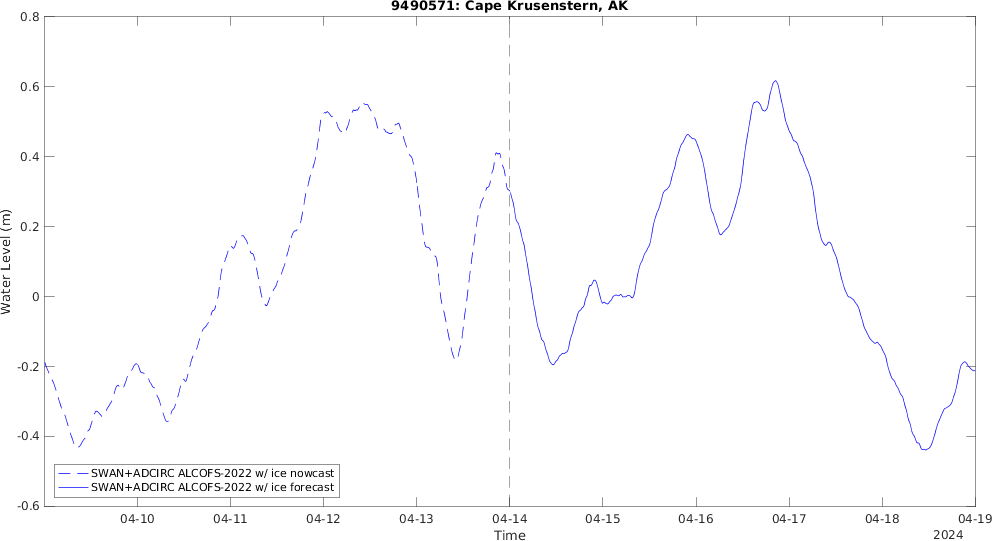 9490571: Cape Krusenstern, AK
0.8
0.6
0.4
0.2
0
-0.2
-0.4
-0.6
Water Level (m)
SWAN+ADCIRC ALCOFS-2022 w/ ice nowcast
SWAN+ADCIRC ALCOFS-2022 w/ ice forecast
04-10 04-11 04-12 04-13 04-14 04-15 04-16 04-17 04-18 04-19
Time
2024